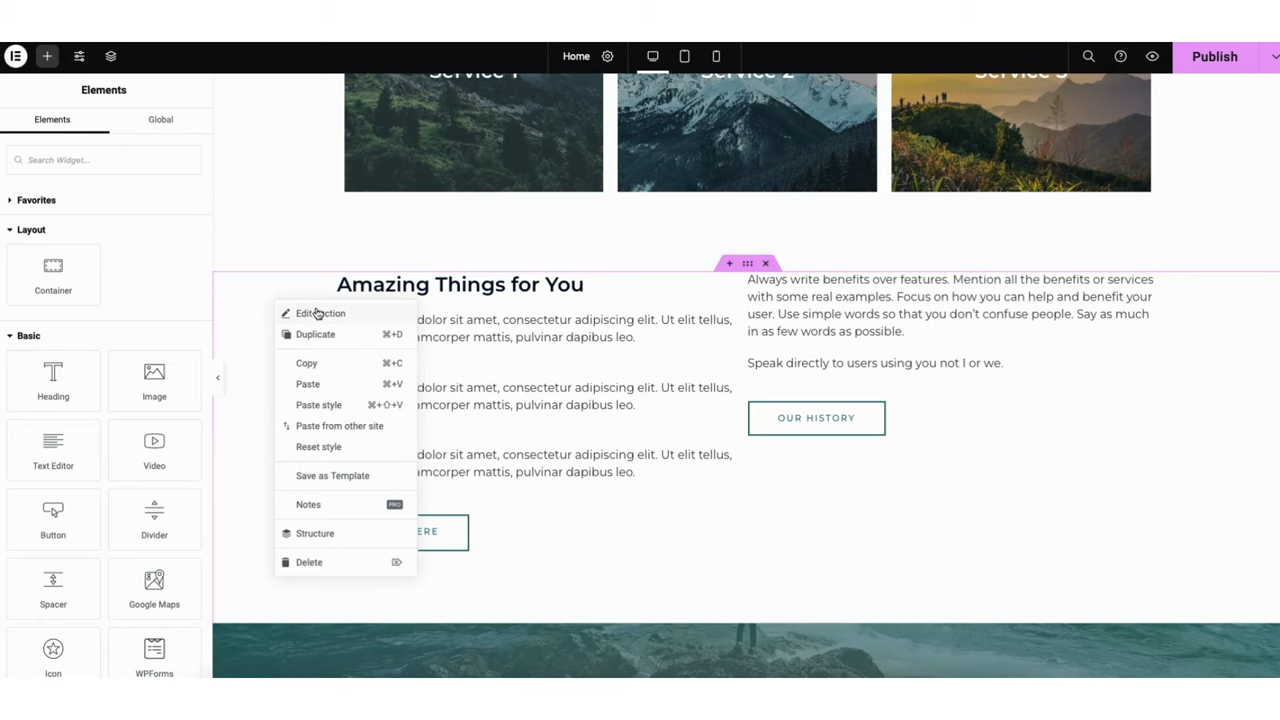 Home
Publish
Elements
Elements
Global
Search Widget...
Favorites
Layout
Container
Basic
Heading
Image
Text Editor
Video
Button
Divider
Spacer
Google Maps
Icon
WPForms
Service 1
Service 2
Service 3
Amazing Things for You
dolor sit amet, consectetur adipiscing elit. Ut elit tellus,
amcorper mattis, pulvinar dapibus leo.
dolor sit amet, consectetur adipiscing elit. Ut elit tellus,
amcorper mattis, pulvinar dapibus leo.
dolor sit amet, consectetur adipiscing elit. Ut elit tellus,
amcorper mattis, pulvinar dapibus leo.
ERE
Edit
Duplicate ⌘+D
Copy ⌘+C
Paste ⌘+V
Paste style ⌘+⇧+V
Paste from other site
Reset style
Save as Template
Notes PRO
Structure
Delete
Always write benefits over features. Mention all the benefits or services
with some real examples. Focus on how you can help and benefit your
user. Use simple words so that you don’t confuse people. Say as much
in as few words as possible.
Speak directly to users using you not I or we.
OUR HISTORY